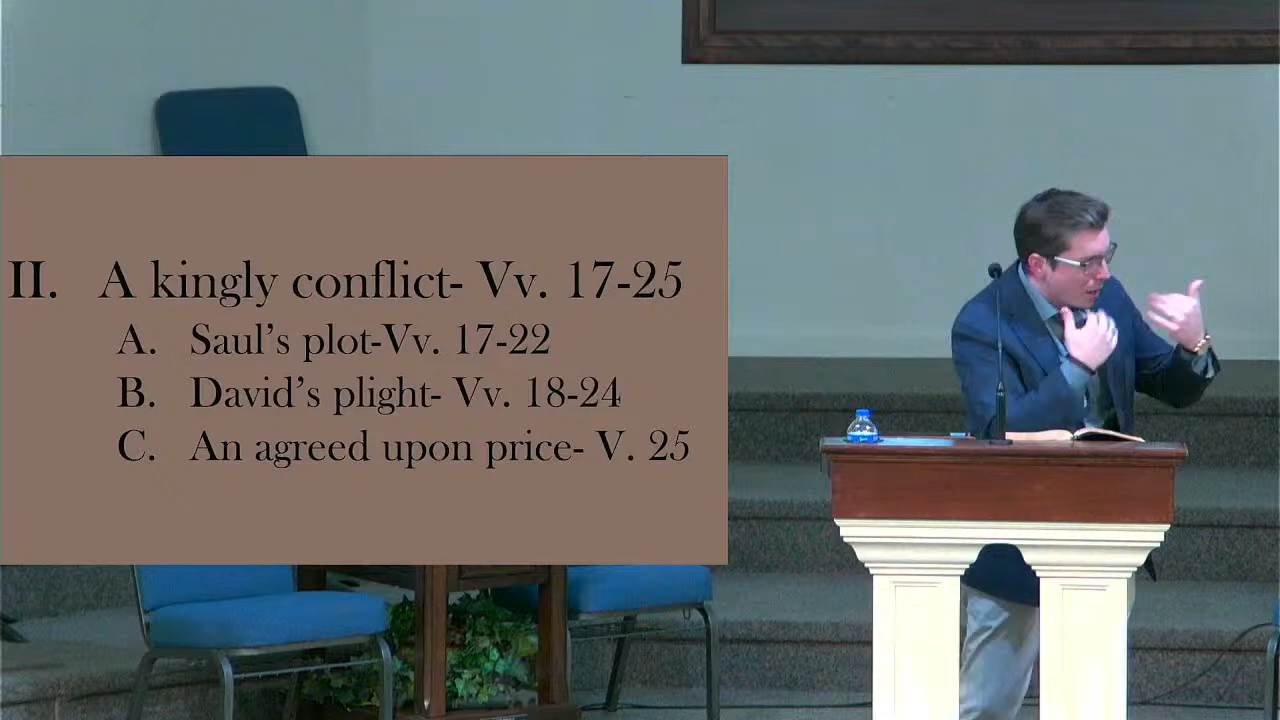 II. A kingly conflict- Vv. 17-25
A. Saul's plot-Vv. 17-22
B. David's plight- Vv. 18-24
C. An agreed upon price- V. 25